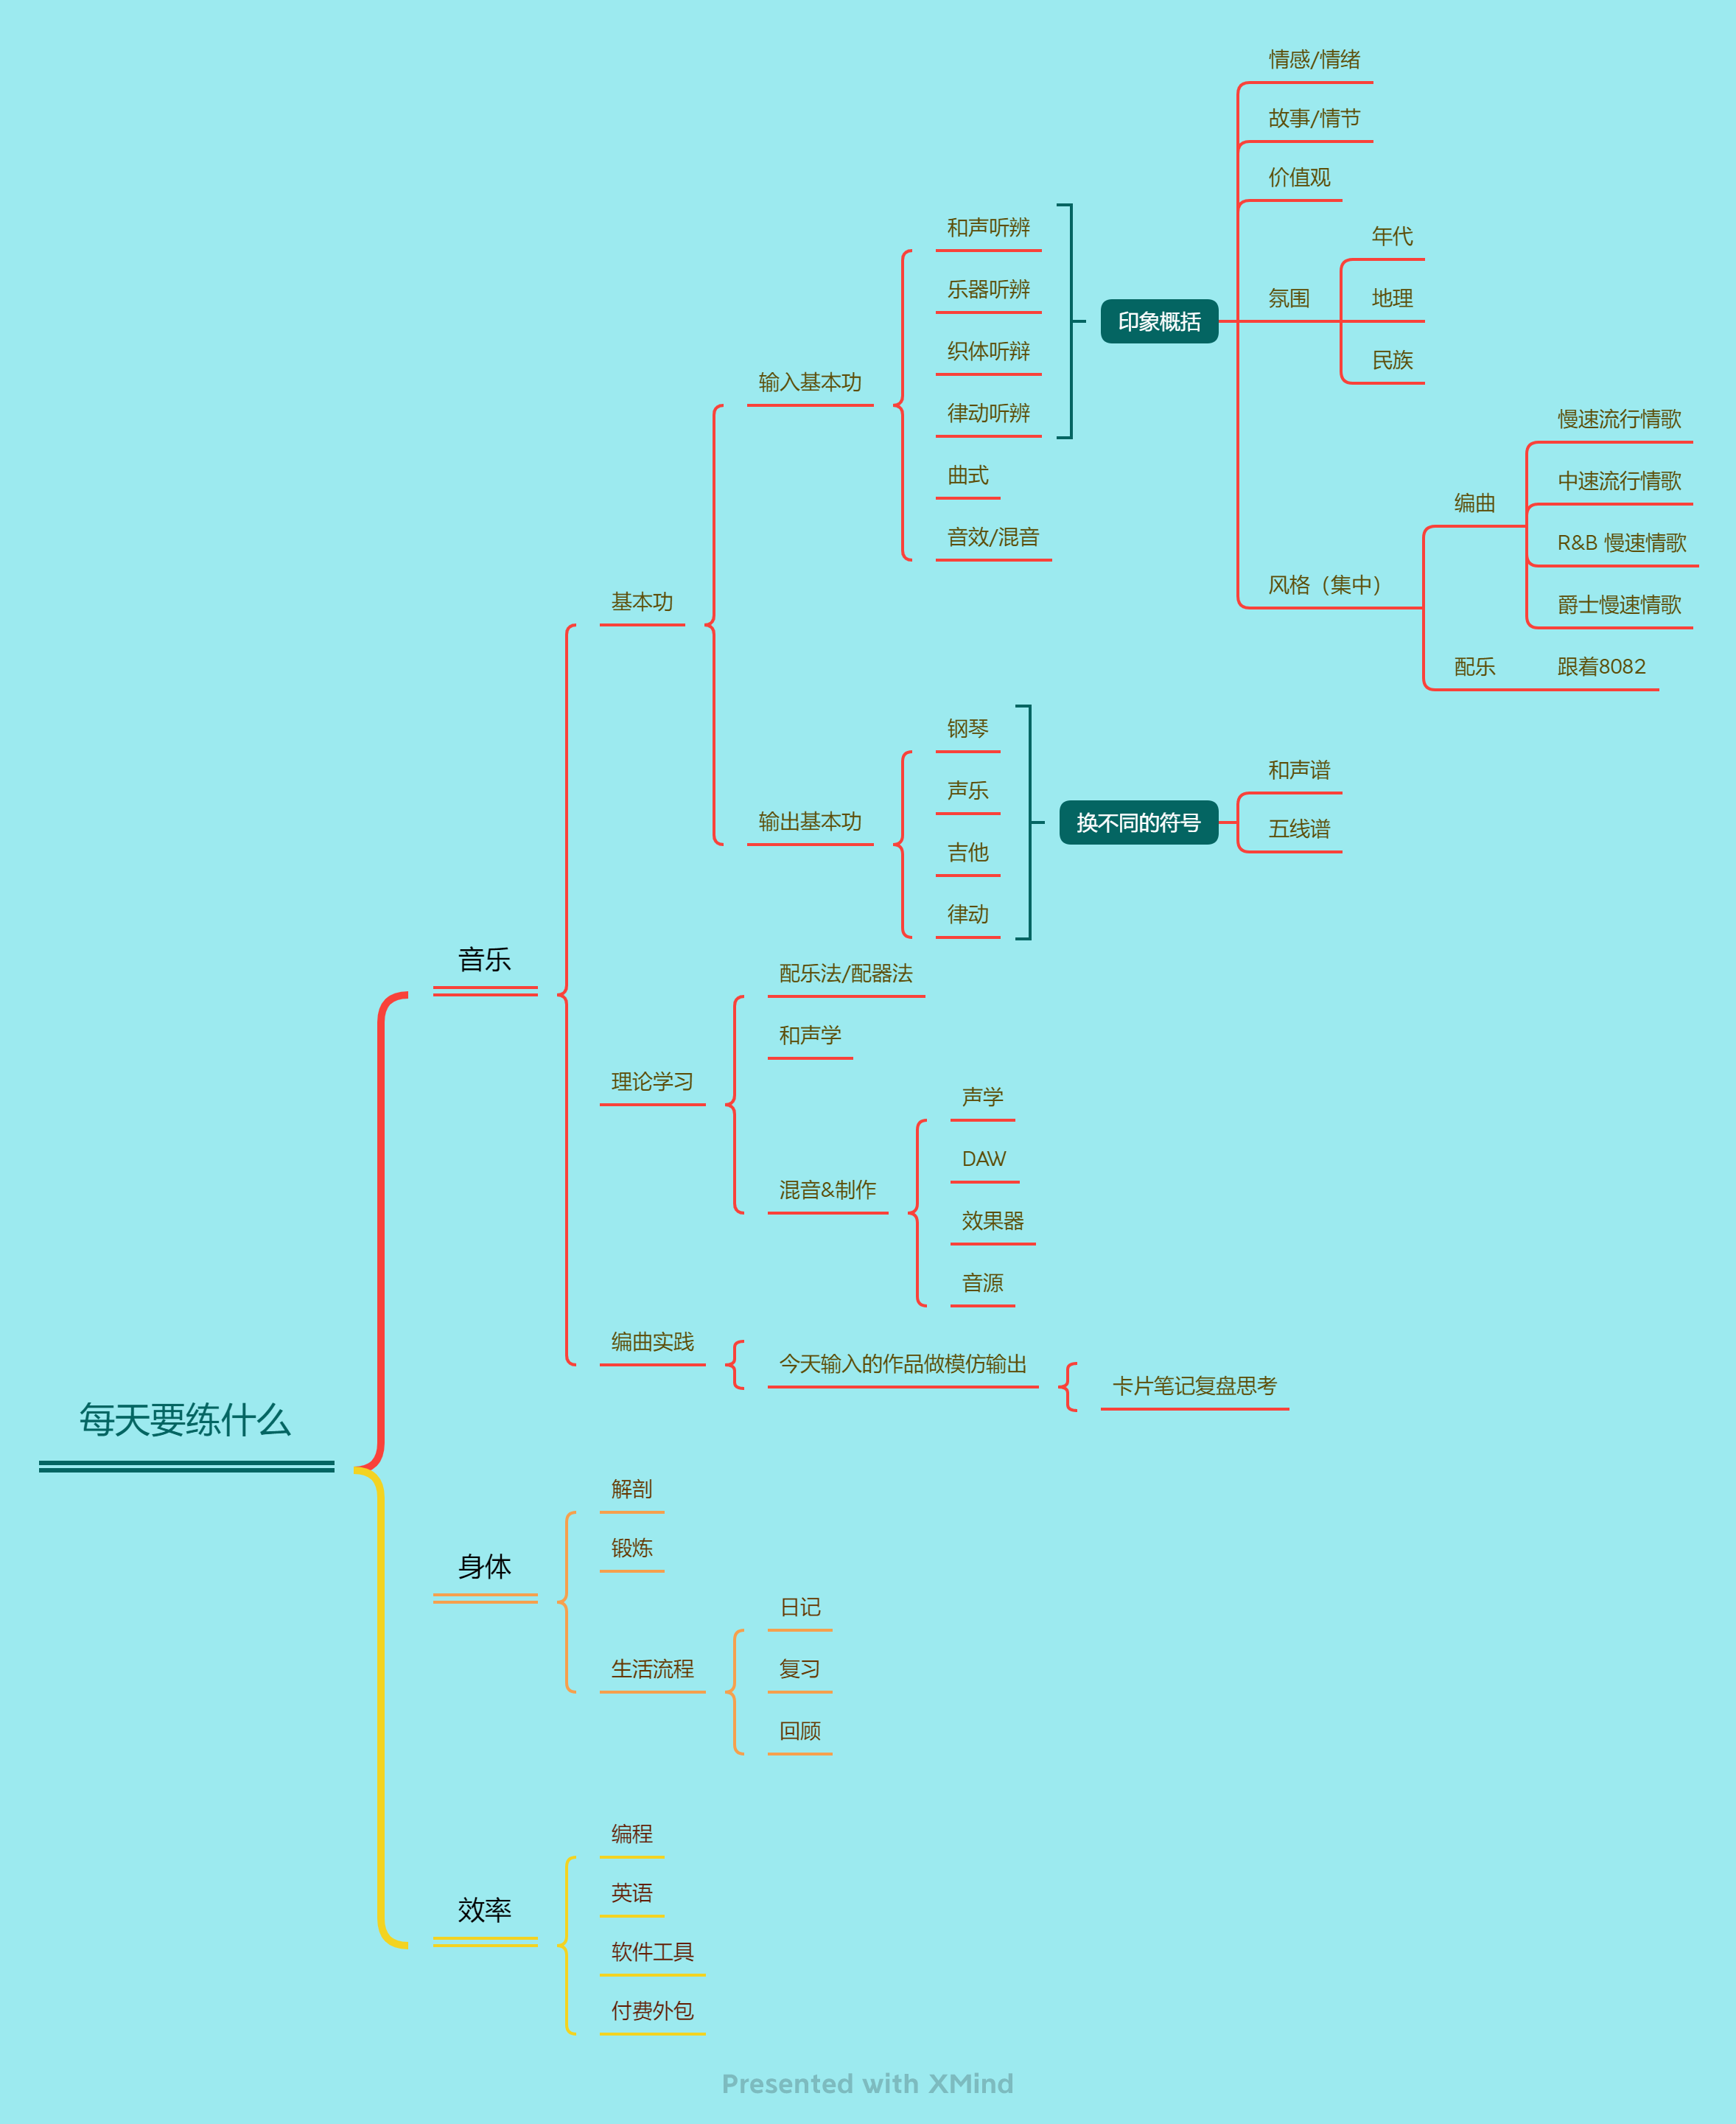 每天要练什么
音乐
基本功
输入基本功
和声听辨
乐器听辨
织体听辩
律动听辨
曲式
音效/混音
印象概括
情感/情绪
故事/情节
价值观
氛围
年代
地理
民族
风格（集中）
编曲
慢速流行情歌
中速流行情歌
R&B 慢速情歌
爵士慢速情歌
配乐
跟着8082
输出基本功
钢琴
声乐
吉他
律动
换不同的符号
和声谱
五线谱
理论学习
配乐法/配器法
和声学
混音&制作
声学
DAW
效果器
音源
编曲实践
今天输入的作品做模仿输出
卡片笔记复盘思考
身体
解剖
锻炼
生活流程
日记
复习
回顾
效率
编程
英语
软件工具
付费外包
Presented with XMind